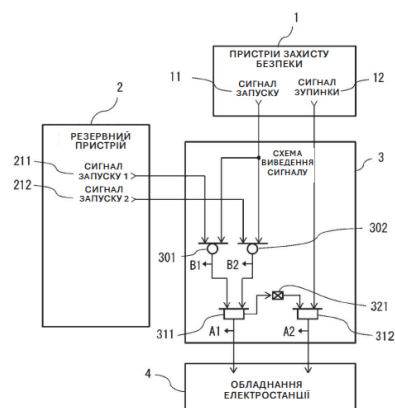 1
ПРИСТРІЙ ЗАХИСТУ
БЕЗПЕКИ
11
СИГНАЛ
ЗАПУСКУ
СИГНАЛ
ЗУПИНКИ
12
2
РЕЗЕРВНИЙ
ПРИСТРІЙ
211
СИГНАЛ
ЗАПУСКУ 1
212
СИГНАЛ
ЗАПУСКУ 2
СХЕМА
ВИВЕДЕННЯ
СИГНАЛУ
3
301
302
B1
B2
321
311
312
A1
A2
4
ОБЛАДНАННЯ
ЕЛЕКТРОСТАНЦІЇ